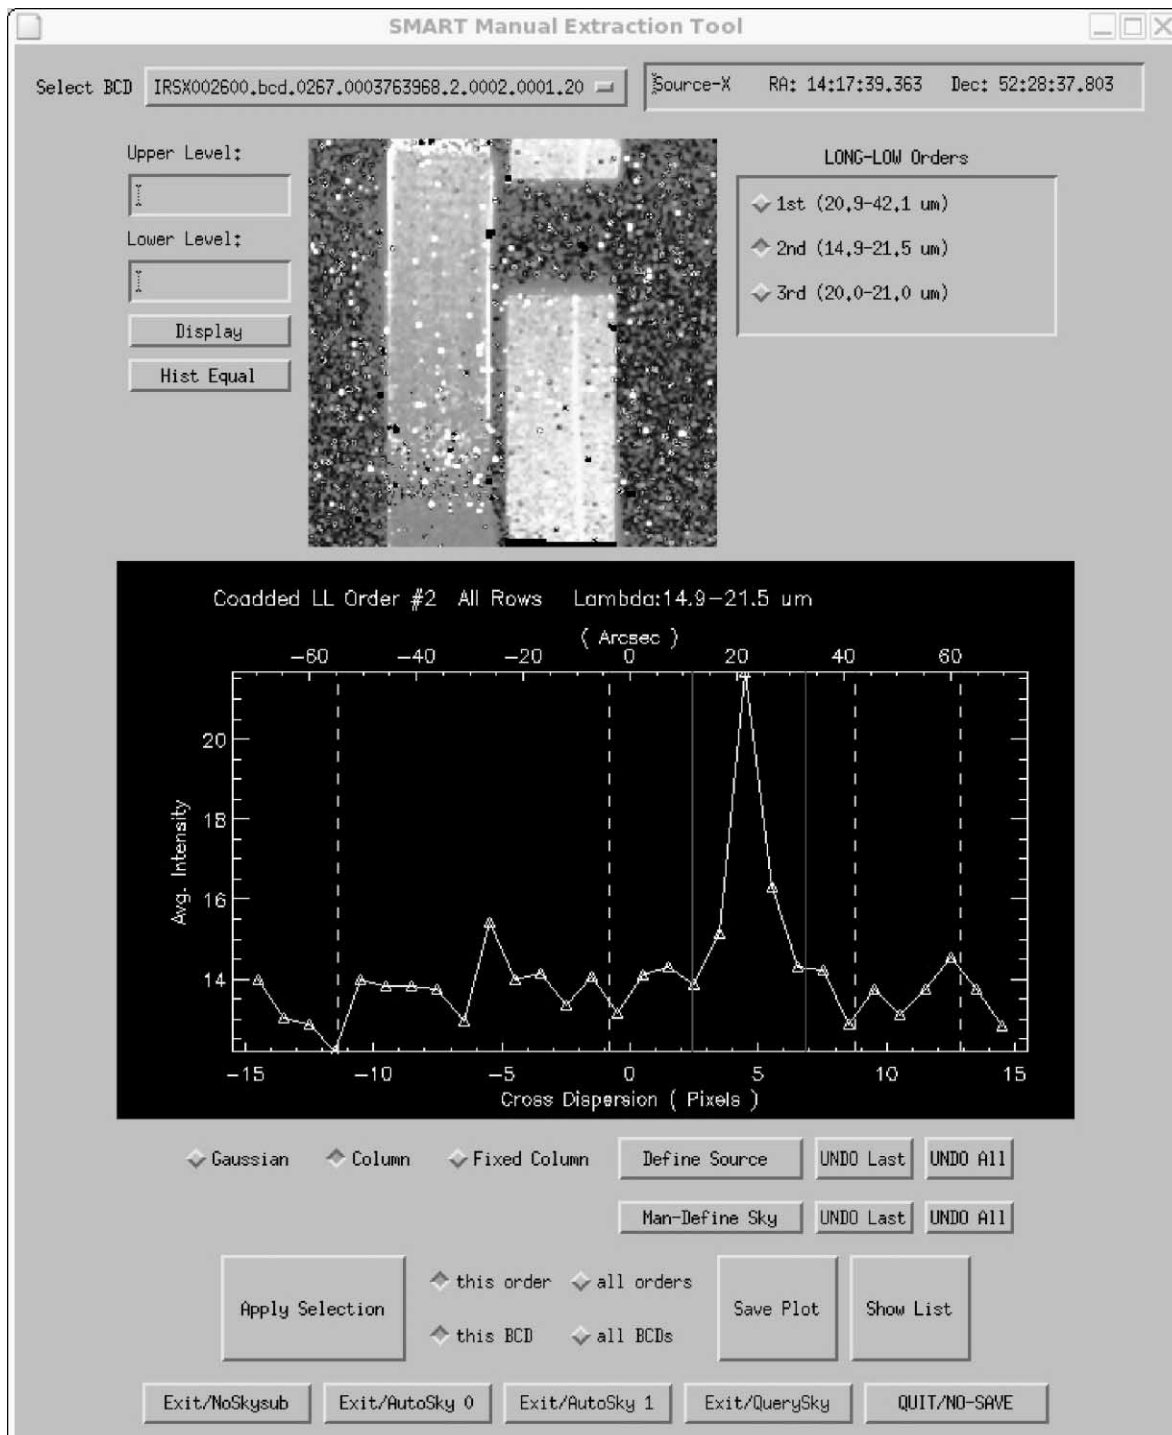 SMART Manual Extraction Tool
Select BCD IRSX002600.bcd.0267.0003763968.2.0002.0001.20
Source-X RA: 14:17:39.363 Dec: 52:28:37.803
Upper Level:
Lower Level:
Display
Hist Equal
LONG-LOW Orders
1st (20.9-42.1 um)
2nd (14.9-21.5 um)
3rd (20.0-21.0 um)
Coadded LL Order #2 All Rows Lambda:14.9-21.5 um
( Arcsec )
-60 -40 -20 0 20 40 60
Avg. Intensity
20
18
16
14
-15 -10 -5 0 5 10 15
Cross Dispersion ( Pixels )
Gaussian Column Fixed Column Define Source UNDO Last UNDO All
Man-Define Sky UNDO Last UNDO All
Apply Selection
this order all orders
this BCD all BCDs
Save Plot Show List
Exit/NoSkysub Exit/AutoSky 0 Exit/AutoSky 1 Exit/QuerySky QUIT/NO-SAVE